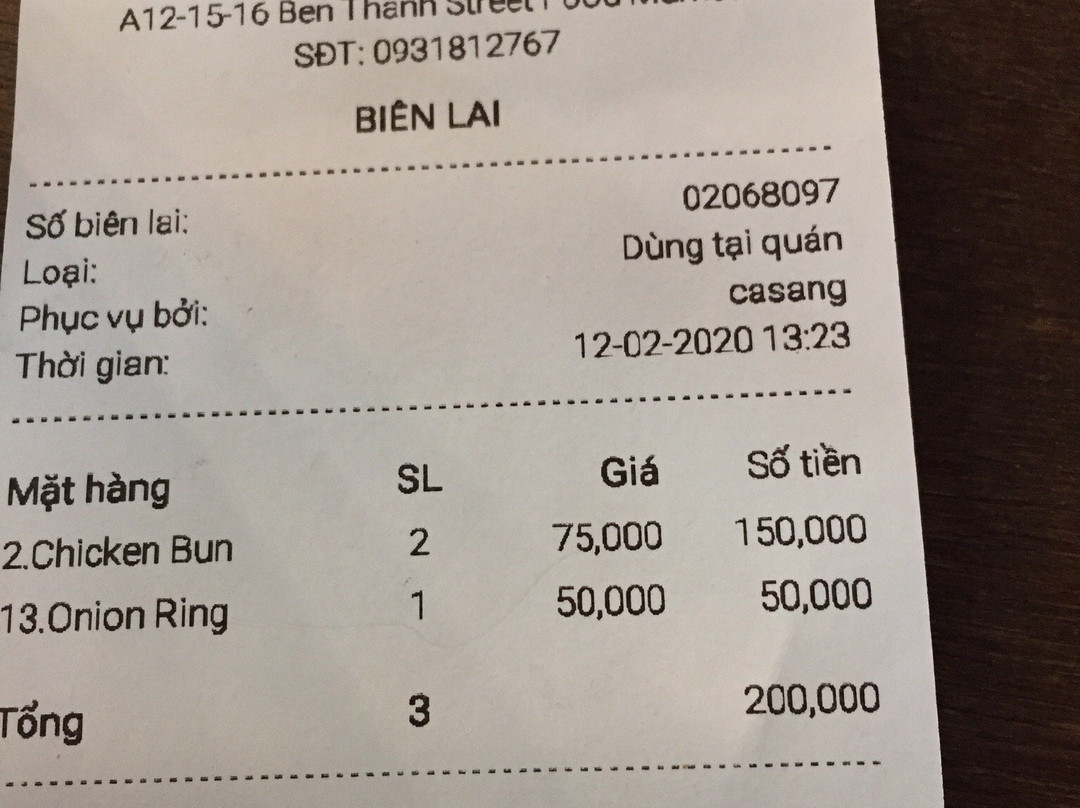 A12-15-16 Ben Thanh Street
SĐT: 0931812767
BIÊN LAI
Số biên lai: 02068097
Loại: Dùng tại quán
Phục vụ bởi: casang
Thời gian: 12-02-2020 13:23
Mặt hàng SL Giá Số tiền
2.Chicken Bun 2 75,000 150,000
13.Onion Ring 1 50,000 50,000
Tổng 3 200,000